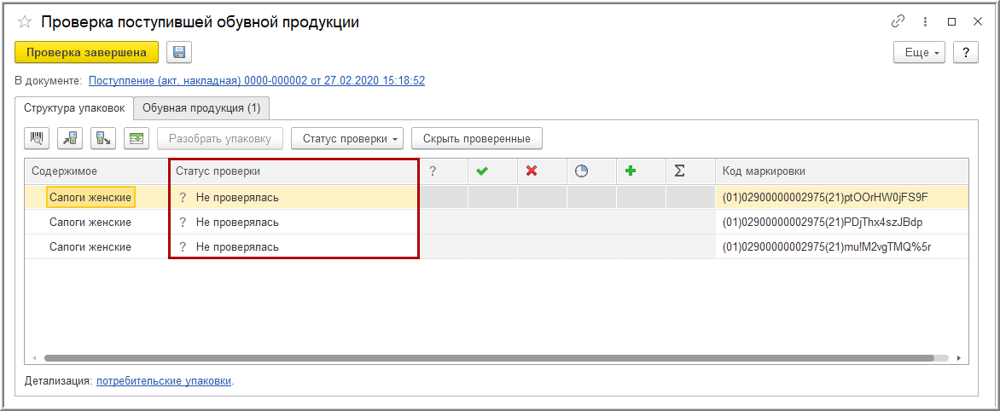 Проверка поступившей обувной продукции
Проверка завершена
Еще
?
В документе: Поступление (акт, накладная) 0000-000002 от 27.02.2020 15:18:52
Структура упаковок
Обувная продукция (1)
Разобрать упаковку
Статус проверки
Скрыть проверенные
Содержимое
Статус проверки
?
Σ
Код маркировки
Сапоги женские ? Не проверялась (01)02900000002975(21)ptOOrHW0jFS9F
Сапоги женские ? Не проверялась (01)02900000002975(21)PDjThx4szJBdp
Сапоги женские ? Не проверялась (01)02900000002975(21)mu!M2vgTMQ%5r
Детализация: потребительские упаковки.